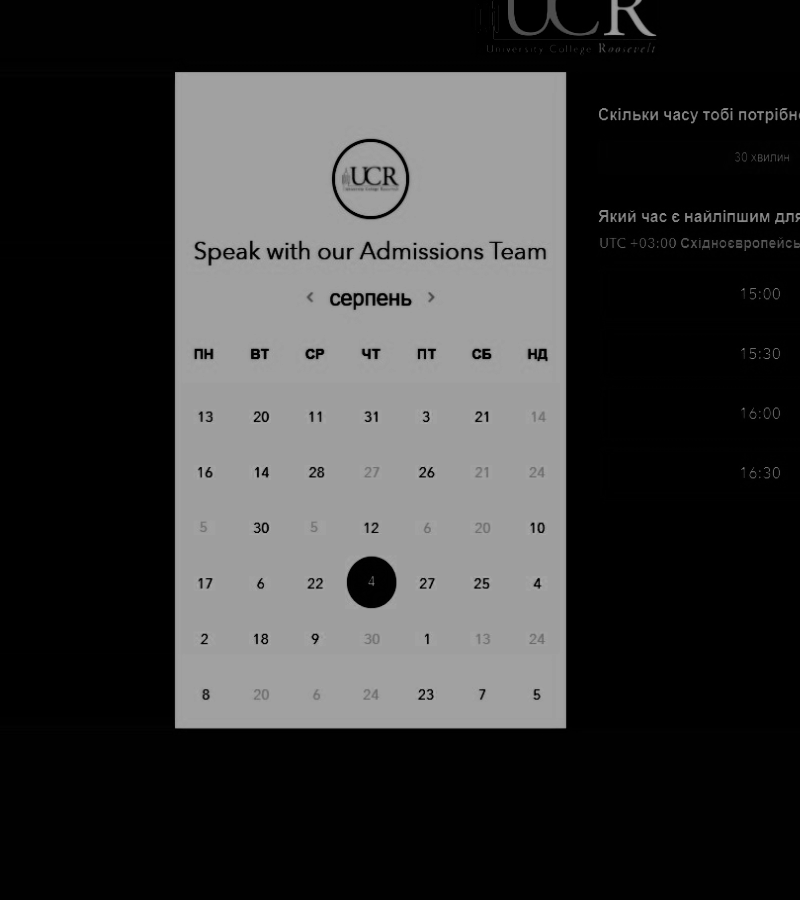 UCR
University College Roosevelt
UCR
Speak with our Admissions Team
< серпень >
ПН ВТ СР ЧТ ПТ СБ НД
13 20 11 31 3 21 14
16 14 28 27 26 21 24
5 30 5 12 6 20 10
17 6 22 4 27 25 4
2 18 9 30 1 13 24
8 20 6 24 23 7 5
Скільки часу тобі потрібно
30 хвилин
Який час є найліпшим для
UTC +03:00 Східноєвропейсь
15:00
15:30
16:00
16:30